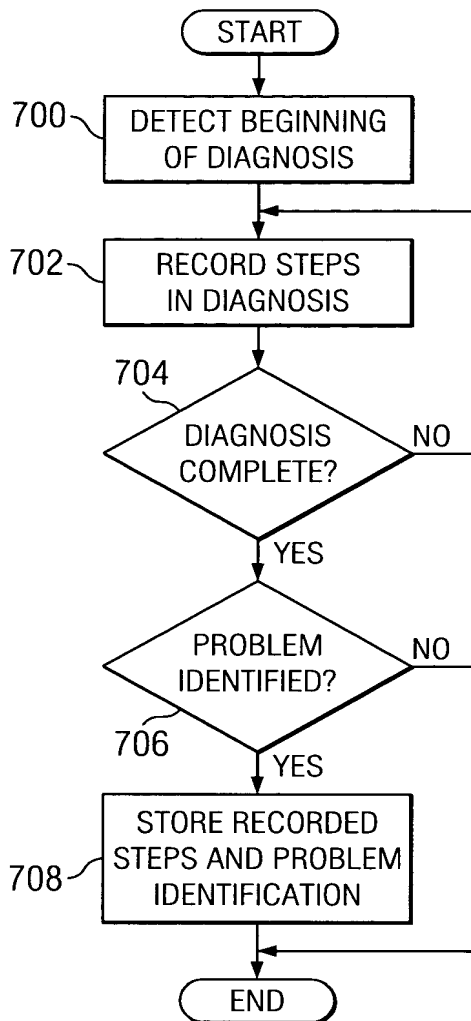 START
700
DETECT BEGINNING
OF DIAGNOSIS
702
RECORD STEPS
IN DIAGNOSIS
704
DIAGNOSIS
COMPLETE?
NO
YES
PROBLEM
IDENTIFIED?
NO
706
YES
708
STORE RECORDED
STEPS AND PROBLEM
IDENTIFICATION
END